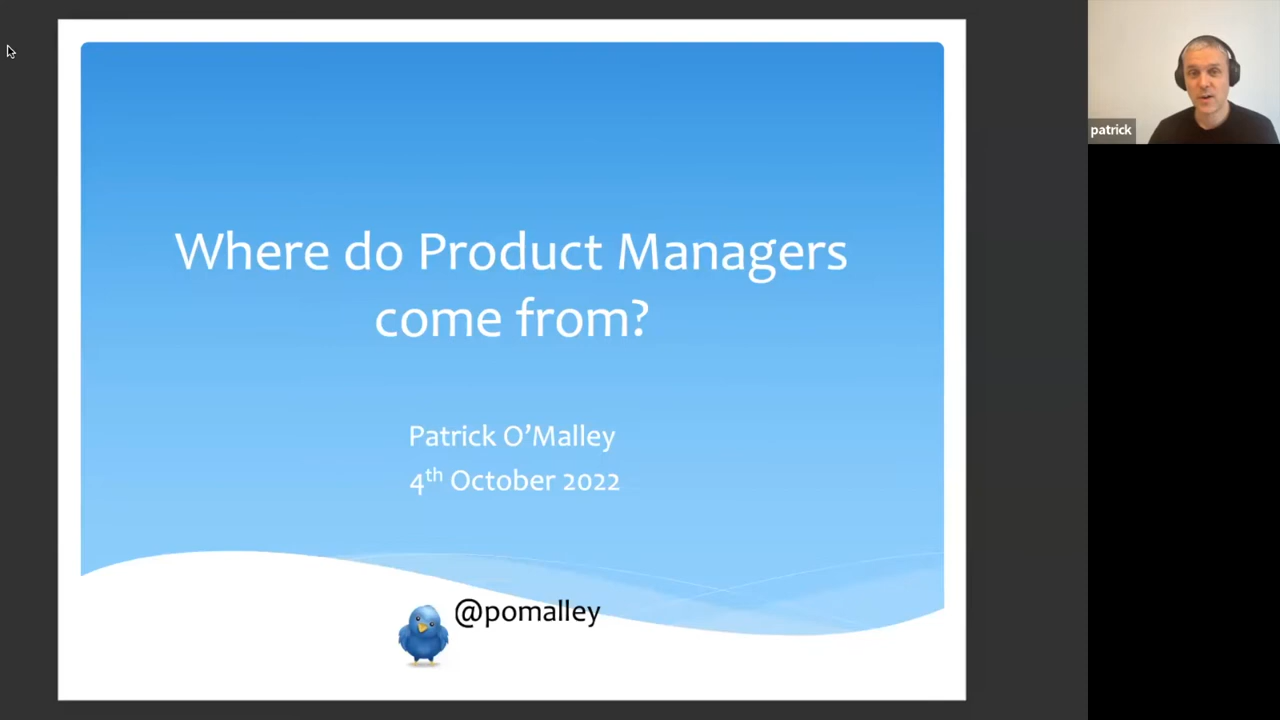 Where do Product Managers
come from?
Patrick O’Malley
4th October 2022
@pomalley
patrick